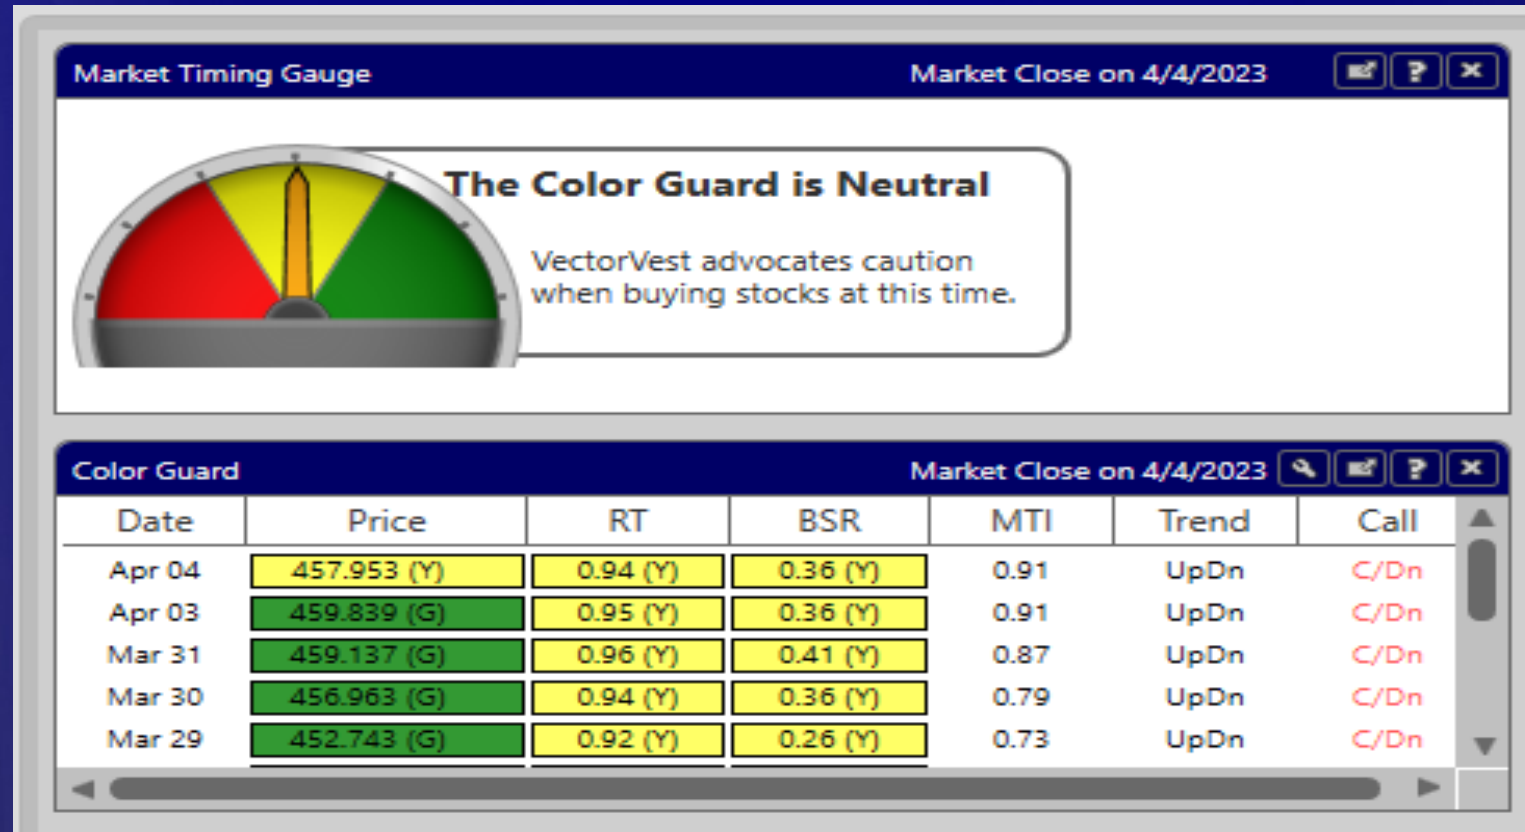 Market Timing Gauge Market Close on 4/4/2023 ?
The Color Guard is Neutral
VectorVest advocates caution
when buying stocks at this time.
Color Guard Market Close on 4/4/2023 ?
Date Price RT BSR MTI Trend Call
Apr 04 457.953 (Y) 0.94 (Y) 0.36 (Y) 0.91 UpDn C/Dn
Apr 03 459.839 (G) 0.95 (Y) 0.36 (Y) 0.91 UpDn C/Dn
Mar 31 459.137 (G) 0.96 (Y) 0.41 (Y) 0.87 UpDn C/Dn
Mar 30 456.963 (G) 0.94 (Y) 0.36 (Y) 0.79 UpDn C/Dn
Mar 29 452.743 (G) 0.92 (Y) 0.26 (Y) 0.73 UpDn C/Dn